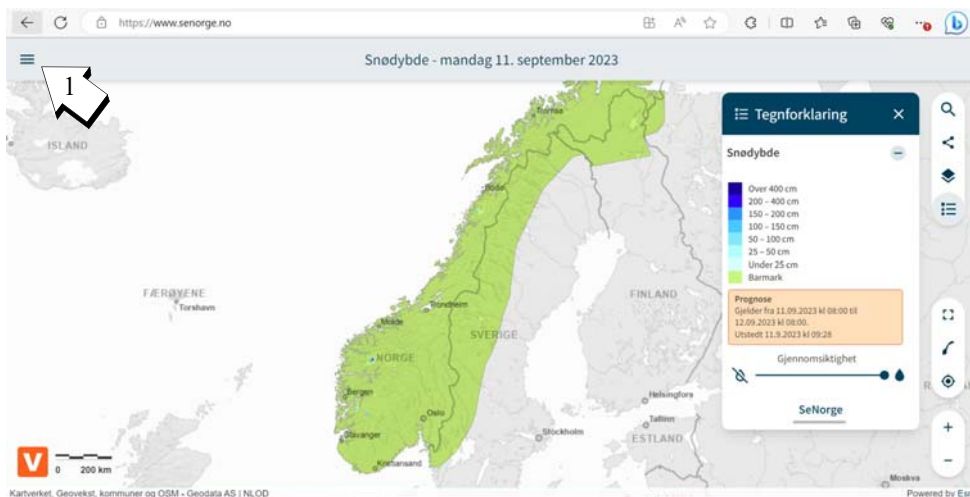 https://www.senorge.no
Snødybde - mandag 11. september 2023
1
ISLAND
Tromsø
Tegnforklaring
Snødybde
Over 400 cm
200 – 400 cm
150 – 200 cm
100 – 150 cm
50 – 100 cm
25 – 50 cm
Under 25 cm
Barmark
Bodø
Prognose
Gjelder fra 11.09.2023 kl 08:00 til
12.09.2023 kl 08:00.
Utstedt 11.9.2023 kl 09:28
Gjennomsiktighet
SeNorge
FÆRØYENE
Torshavn
FINLAND
Trondheim
Molde
SVERIGE
NORGE
Bergen
Helsingfors
Oslo
Tallinn
Stockholm
ESTLAND
Stavanger
Kristiansand
V
0 200 km
Moskva
Kartverket, Geovekst, kommuner og OSM - Geodata AS | NLOD
Powered by Esri